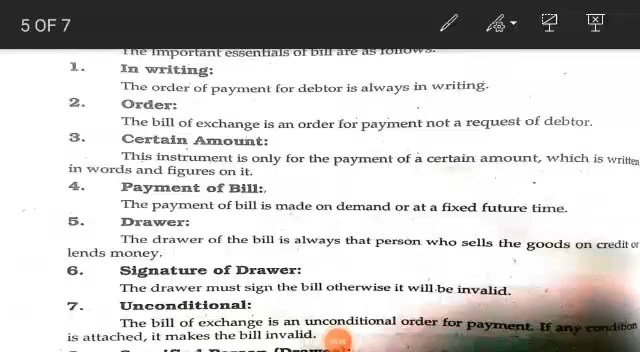 5 OF 7
The important essentials of bill are as follows:
1. In writing:
The order of payment for debtor is always in writing.
2. Order:
The bill of exchange is an order for payment not a request of debtor.
3. Certain Amount:
This instrument is only for the payment of a certain amount, which is written
in words and figures on it.
4. Payment of Bill:
The payment of bill is made on demand or at a fixed future time.
5. Drawer:
The drawer of the bill is always that person who sells the goods on credit or
lends money.
6. Signature of Drawer:
The drawer must sign the bill otherwise it will be invalid.
7. Unconditional:
The bill of exchange is an unconditional order for payment. If any condition
is attached, it makes the bill invalid.